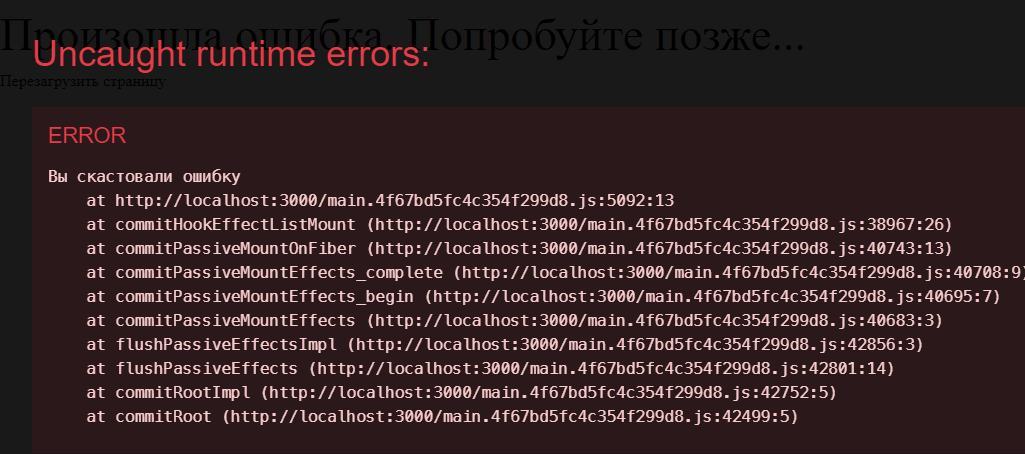 Произошла ошибка. Попробуйте позже...
Uncaught runtime errors:
Перезагрузить страницу
ERROR
Вы скастовали ошибку
at http://localhost:3000/main.4f67bd5fc4c354f299d8.js:5092:13
at commitHookEffectListMount (http://localhost:3000/main.4f67bd5fc4c354f299d8.js:38967:26)
at commitPassiveMountOnFiber (http://localhost:3000/main.4f67bd5fc4c354f299d8.js:40743:13)
at commitPassiveMountEffects_complete (http://localhost:3000/main.4f67bd5fc4c354f299d8.js:40708:9)
at commitPassiveMountEffects_begin (http://localhost:3000/main.4f67bd5fc4c354f299d8.js:40695:7)
at commitPassiveMountEffects (http://localhost:3000/main.4f67bd5fc4c354f299d8.js:40683:3)
at flushPassiveEffectsImpl (http://localhost:3000/main.4f67bd5fc4c354f299d8.js:42856:3)
at flushPassiveEffects (http://localhost:3000/main.4f67bd5fc4c354f299d8.js:42801:14)
at commitRootImpl (http://localhost:3000/main.4f67bd5fc4c354f299d8.js:42752:5)
at commitRoot (http://localhost:3000/main.4f67bd5fc4c354f299d8.js:42499:5)